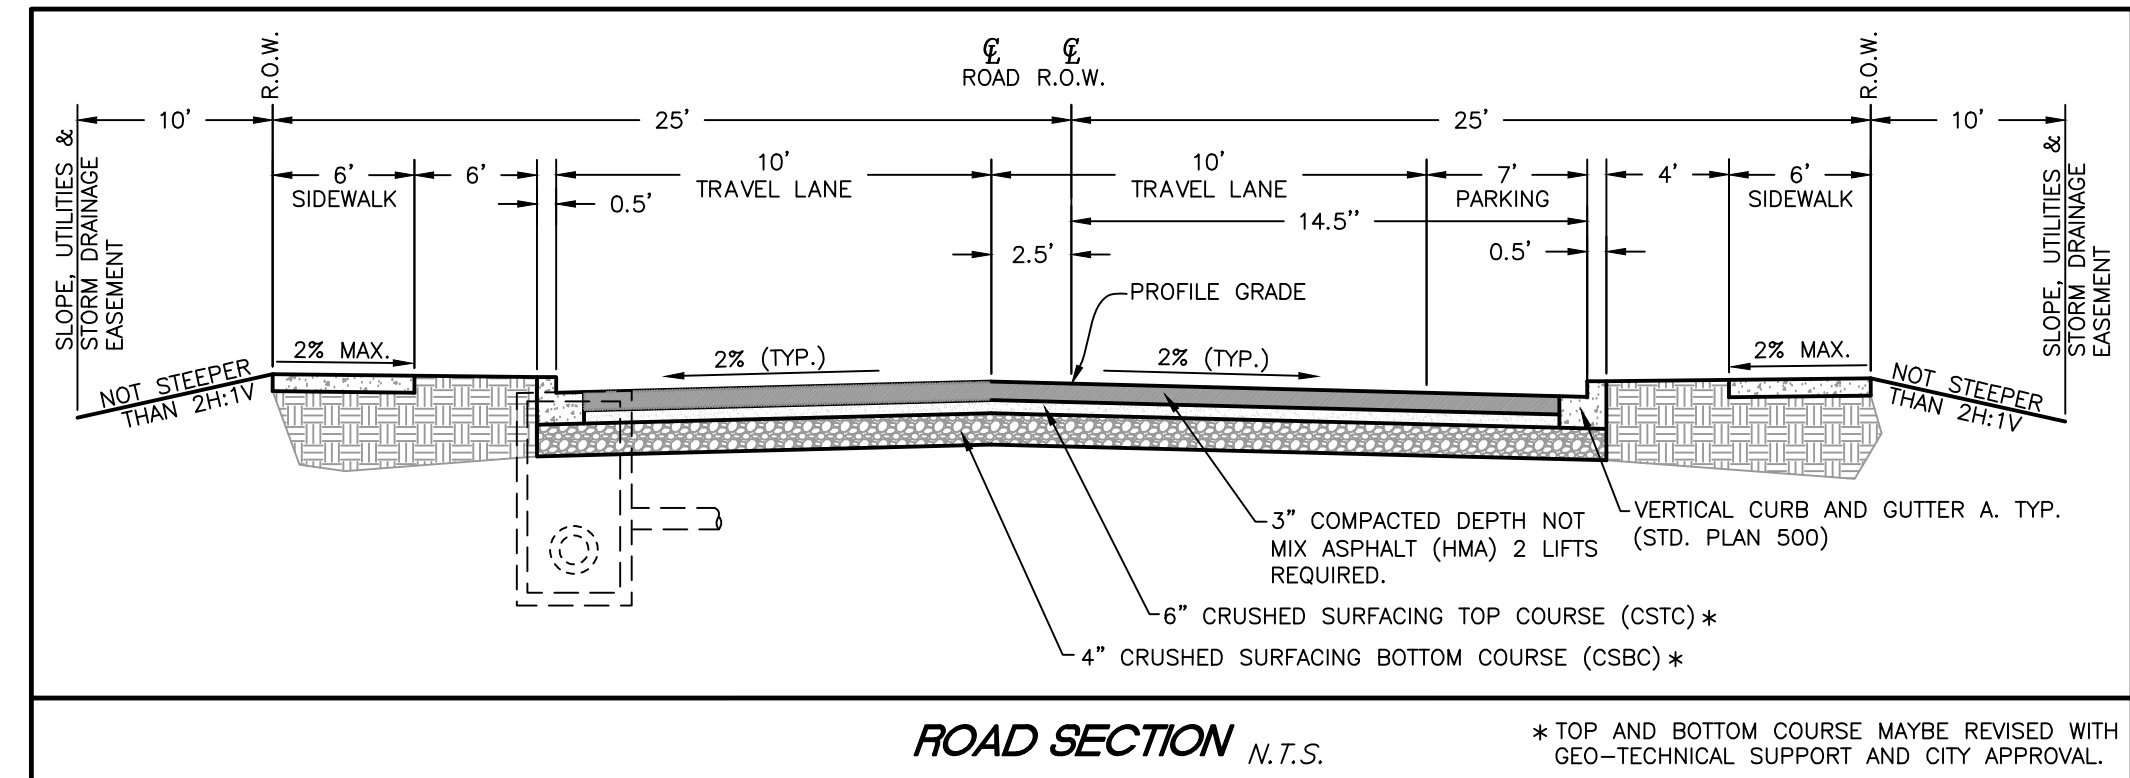 R.O.W.
℄
ROAD
℄
R.O.W.
R.O.W.
10'
25'
25'
10'
SLOPE, UTILITIES &
STORM DRAINAGE
EASEMENT
6'
SIDEWALK
6'
0.5'
10'
TRAVEL LANE
10'
TRAVEL LANE
7'
PARKING
4'
6'
SIDEWALK
14.5''
2.5'
0.5'
SLOPE, UTILITIES &
STORM DRAINAGE
EASEMENT
PROFILE GRADE
2% MAX.
2% (TYP.)
2% (TYP.)
2% MAX.
NOT STEEPER
THAN 2H:1V
NOT STEEPER
THAN 2H:1V
VERTICAL CURB AND GUTTER A. TYP.
(STD. PLAN 500)
3" COMPACTED DEPTH NOT
MIX ASPHALT (HMA) 2 LIFTS
REQUIRED.
6" CRUSHED SURFACING TOP COURSE (CSTC) *
4" CRUSHED SURFACING BOTTOM COURSE (CSBC) *
ROAD SECTION N.T.S.
* TOP AND BOTTOM COURSE MAYBE REVISED WITH
GEO-TECHNICAL SUPPORT AND CITY APPROVAL.